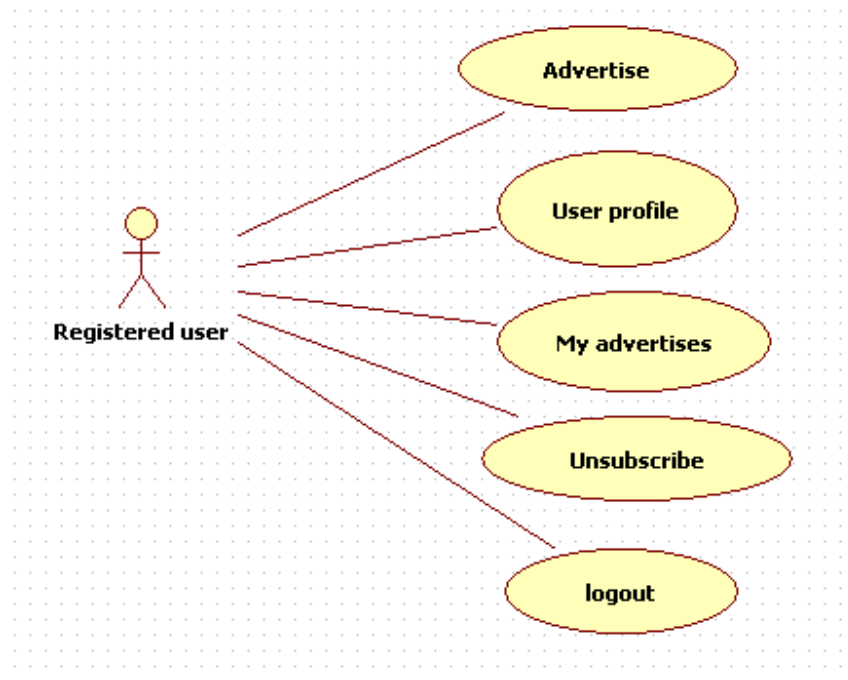 Advertise
User profile
Registered user
My advertises
Unsubscribe
logout